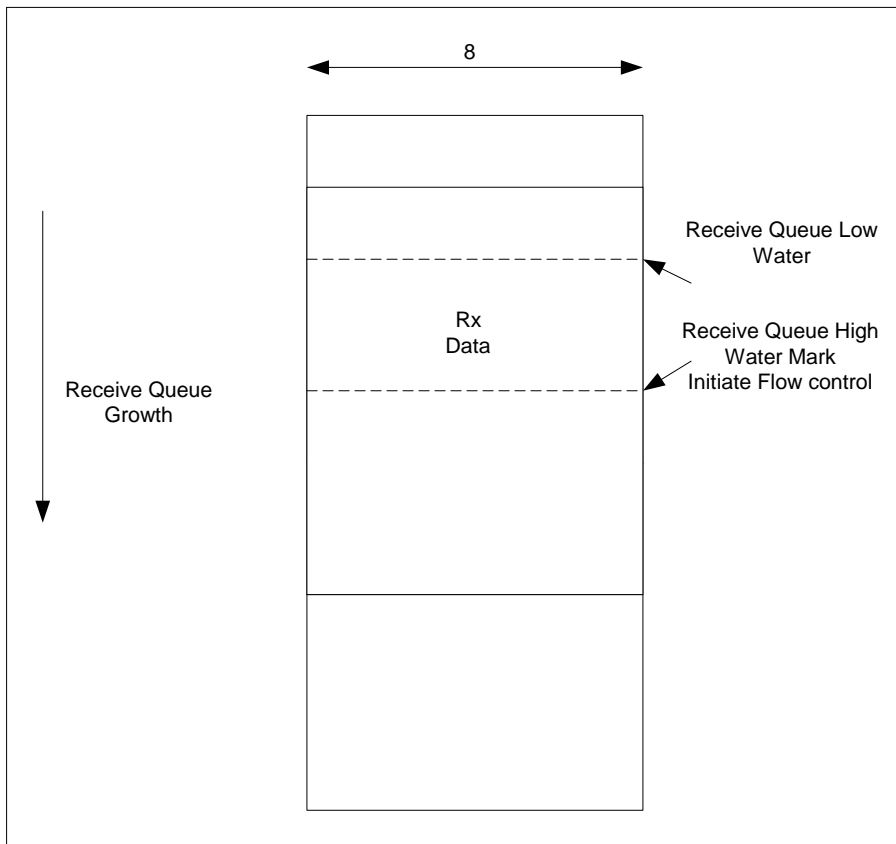 8
Receive Queue Low
Water
Rx
Data
Receive Queue High
Water Mark
Initiate Flow control
Receive Queue
Growth